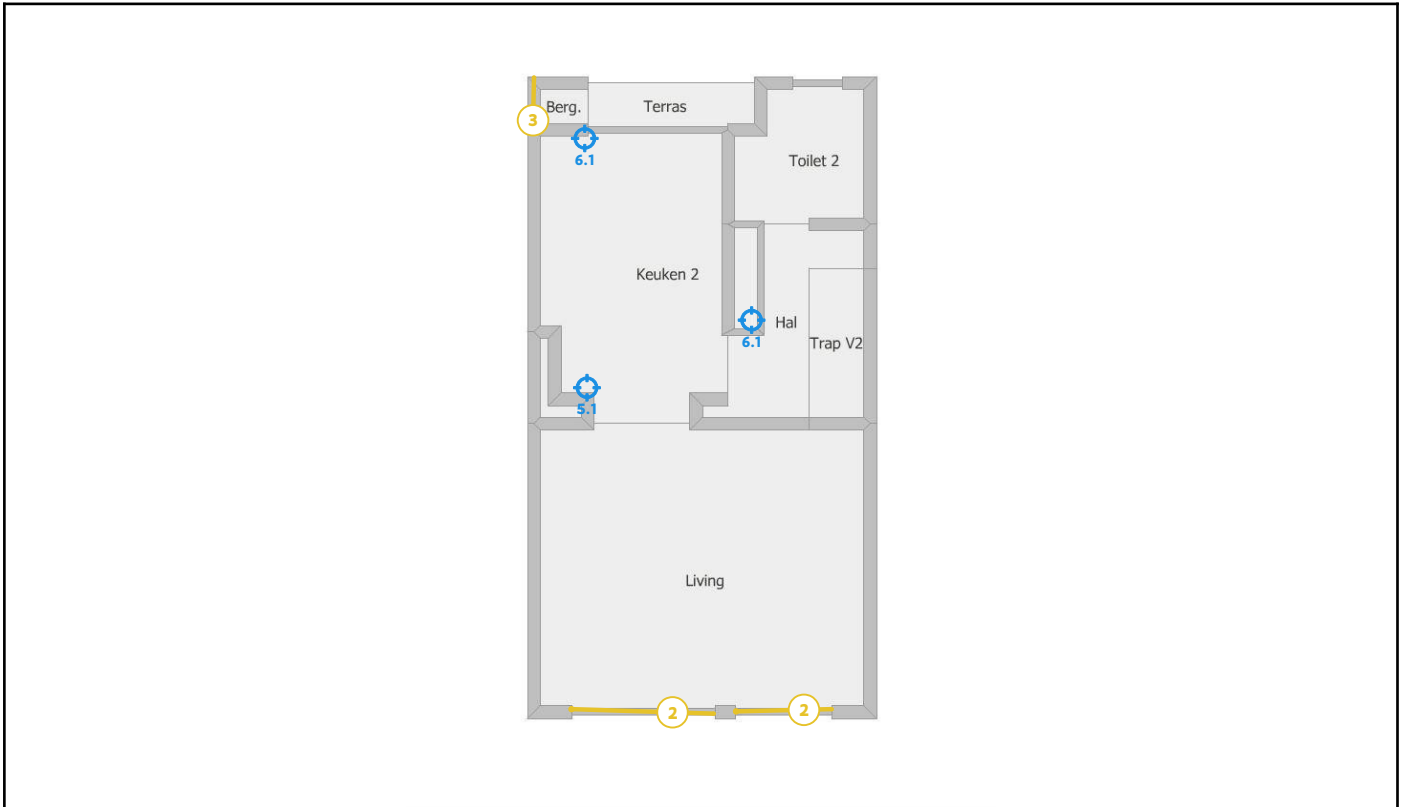 Berg.
Terras
3
6.1
Toilet 2
Keuken 2
Hal
6.1
Trap V2
5.1
Living
2
2